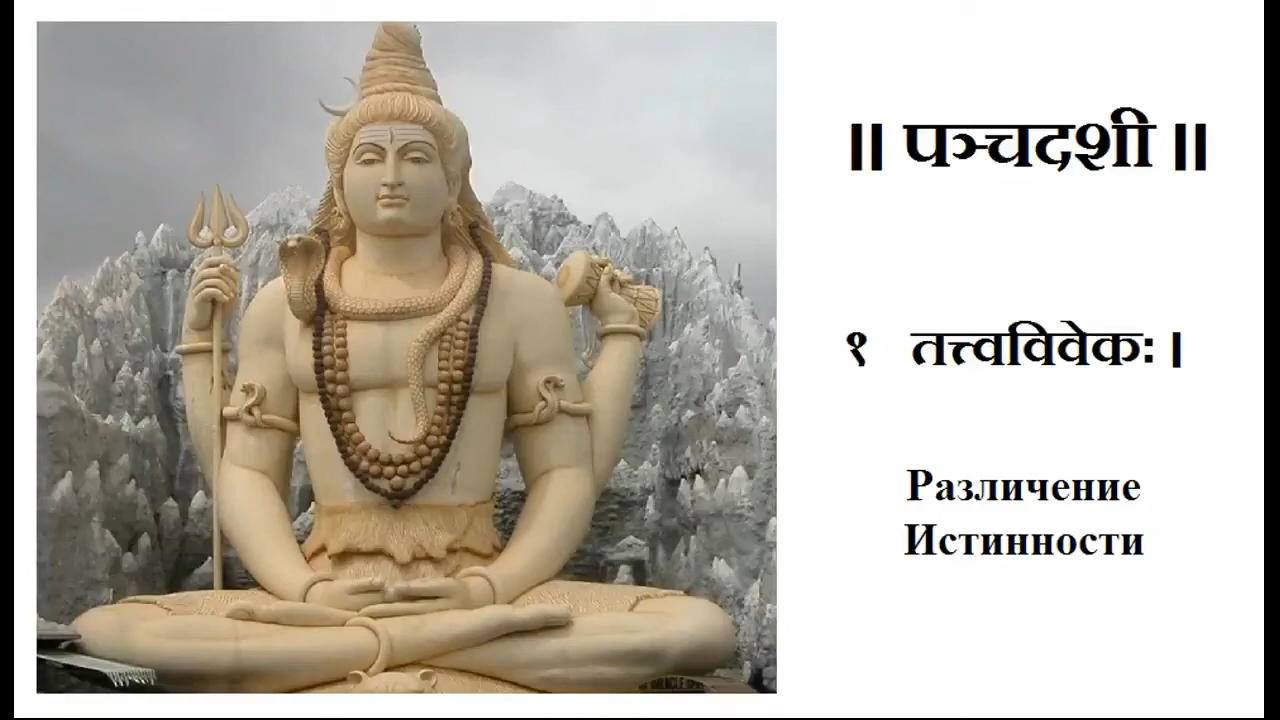 ॥ पञ्चदशी ॥
१ तत्त्वविवेकः ।
Различение
Истинности